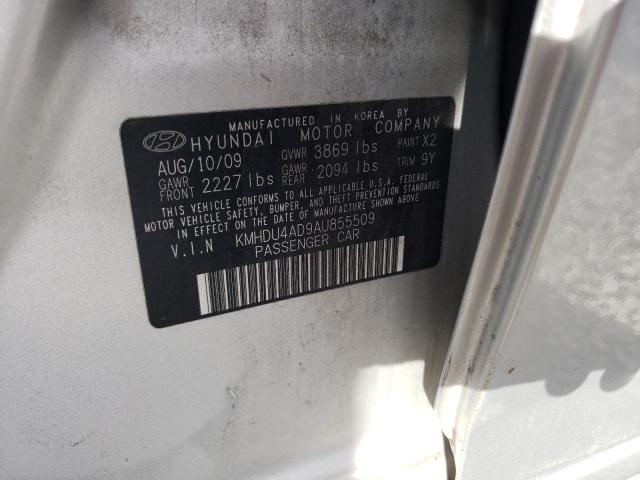 MANUFACTURED IN KOREA BY
HYUNDAI MOTOR COMPANY
AUG/10/09 GVWR 3869 lbs PAINT X2
GAWR FRONT 2227 lbs GAWR REAR 2094 lbs TRIM 9Y
THIS VEHICLE CONFORMS TO ALL APPLICABLE U.S.A. FEDERAL
MOTOR VEHICLE SAFETY, BUMPER, AND THEFT PREVENTION STANDARDS
IN EFFECT ON THE DATE OF MANUFACTURE SHOWN ABOVE.
V.I.N KMHDU4AD9AU855509
PASSENGER CAR